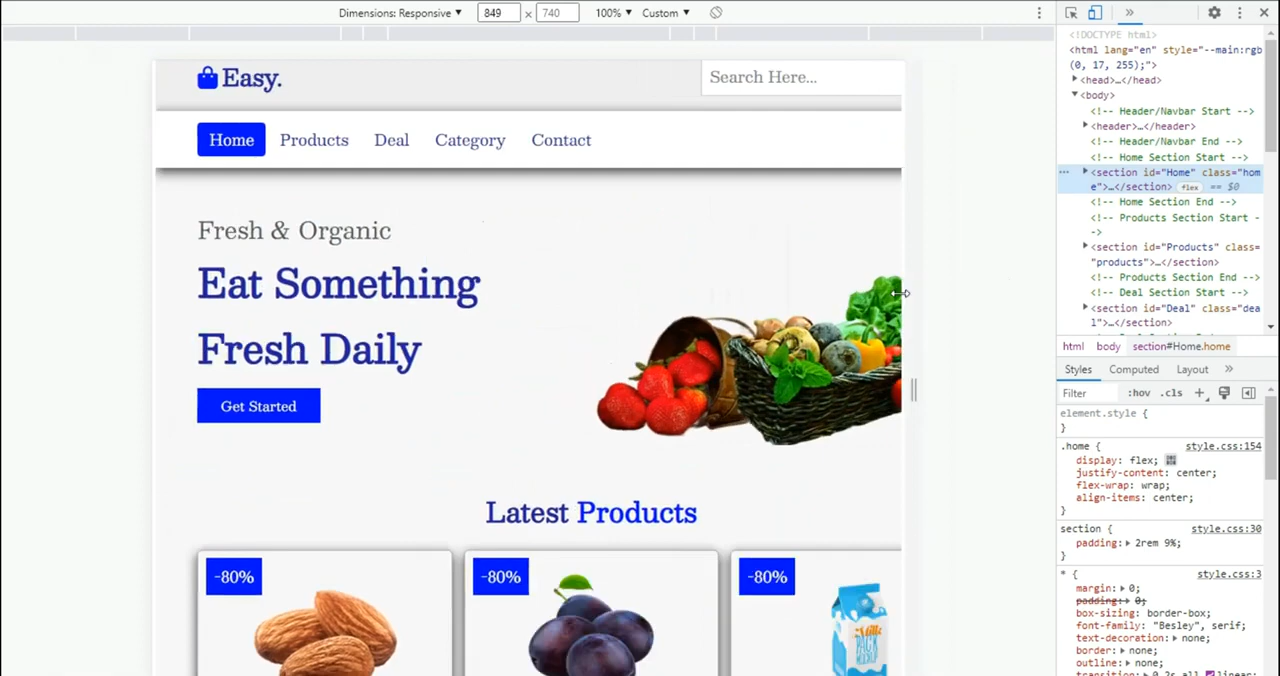 Dimensions: Responsive ▼ 849 × 740 100% ▼ Custom ▼
Easy.
Search Here...
Home Products Deal Category Contact
Fresh & Organic
Eat Something
Fresh Daily
Get Started
Latest Products
-80% -80% -80%
<!DOCTYPE html>
<html lang="en" style="--main:rgb
(0, 17, 255);">
<head>…</head>
<body>
<!-- Header/Navbar Start -->
<header>…</header>
<!-- Header/Navbar End -->
<!-- Home Section Start -->
<section id="Home" class="hom
e">…</section> flex == $0
<!-- Home Section End -->
<!-- Products Section Start -
->
<section id="Products" class=
"products">…</section>
<!-- Products Section End -->
<!-- Deal Section Start -->
<section id="Deal" class="dea
l">…</section>
html body section#Home.home
Styles Computed Layout »
Filter :hov .cls +
element.style {
}
.home { style.css:154
display: flex;
justify-content: center;
flex-wrap: wrap;
align-items: center;
}
section { style.css:30
padding: 2rem 9%;
}
* { style.css:3
margin: 0;
padding: 0;
box-sizing: border-box;
font-family: "Besley", serif;
text-decoration: none;
border: none;
outline: none;
transition: 0.2s all linear;